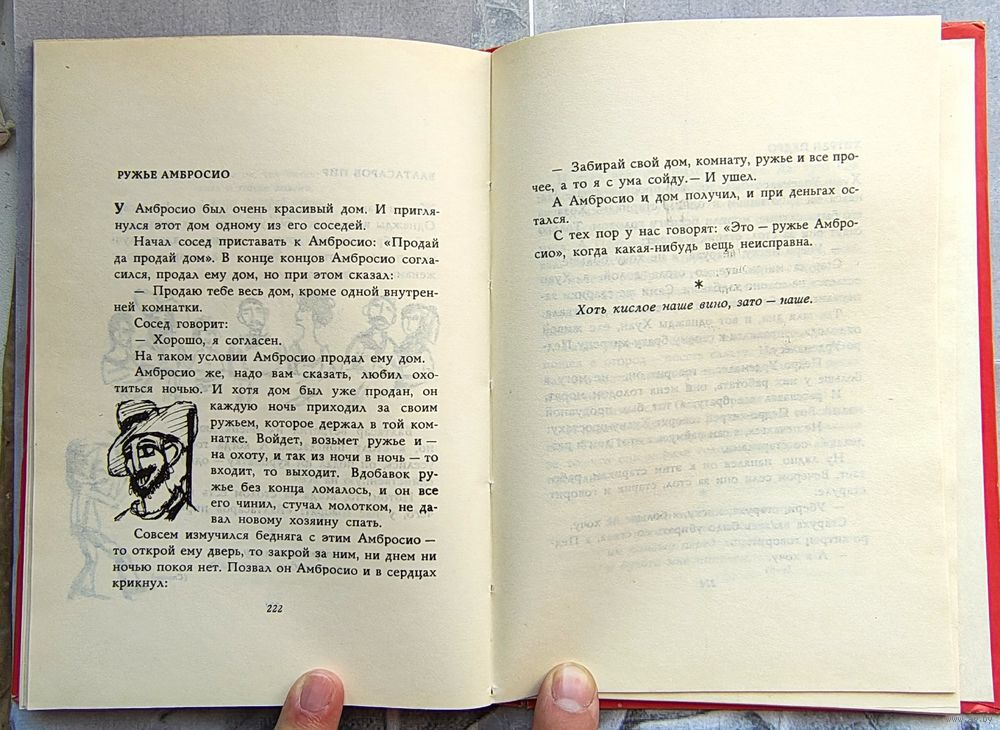 РУЖЬЕ АМБРОСИО
У Амбросио был очень красивый дом. И пригля-
нулся этот дом одному из его соседей.
Начал сосед приставать к Амбросио: «Продай
да продай дом». В конце концов Амбросио согла-
сился, продал ему дом, но при этом сказал:
— Продаю тебе весь дом, кроме одной внутрен-
ней комнатки.
Сосед говорит:
— Хорошо, я согласен.
На таком условии Амбросио продал ему дом.
Амбросио же, надо вам сказать, любил охо-
титься ночью. И хотя дом был уже продан, он
каждую ночь приходил за своим
ружьем, которое держал в той ком-
натке. Войдет, возьмет ружье и —
на охоту, и так из ночи в ночь — то
входит, то выходит. Вдобавок ру-
жье без конца ломалось, и он все
его чинил, стучал молотком, не да-
вал новому хозяину спать.
Совсем измучился бедняга с этим Амбросио —
то открой ему дверь, то закрой за ним, ни днем ни
ночью покоя нет. Позвал он Амбросио и в сердцах
крикнул:
222
— Забирай свой дом, комнату, ружье и все про-
чее, а то я с ума сойду. — И ушел.
А Амбросио и дом получил, и при деньгах ос-
тался.
С тех пор у нас говорят: «Это — ружье Амбро-
сио», когда какая-нибудь вещь неисправна.
*
Хоть кислое наше вино, зато — наше.